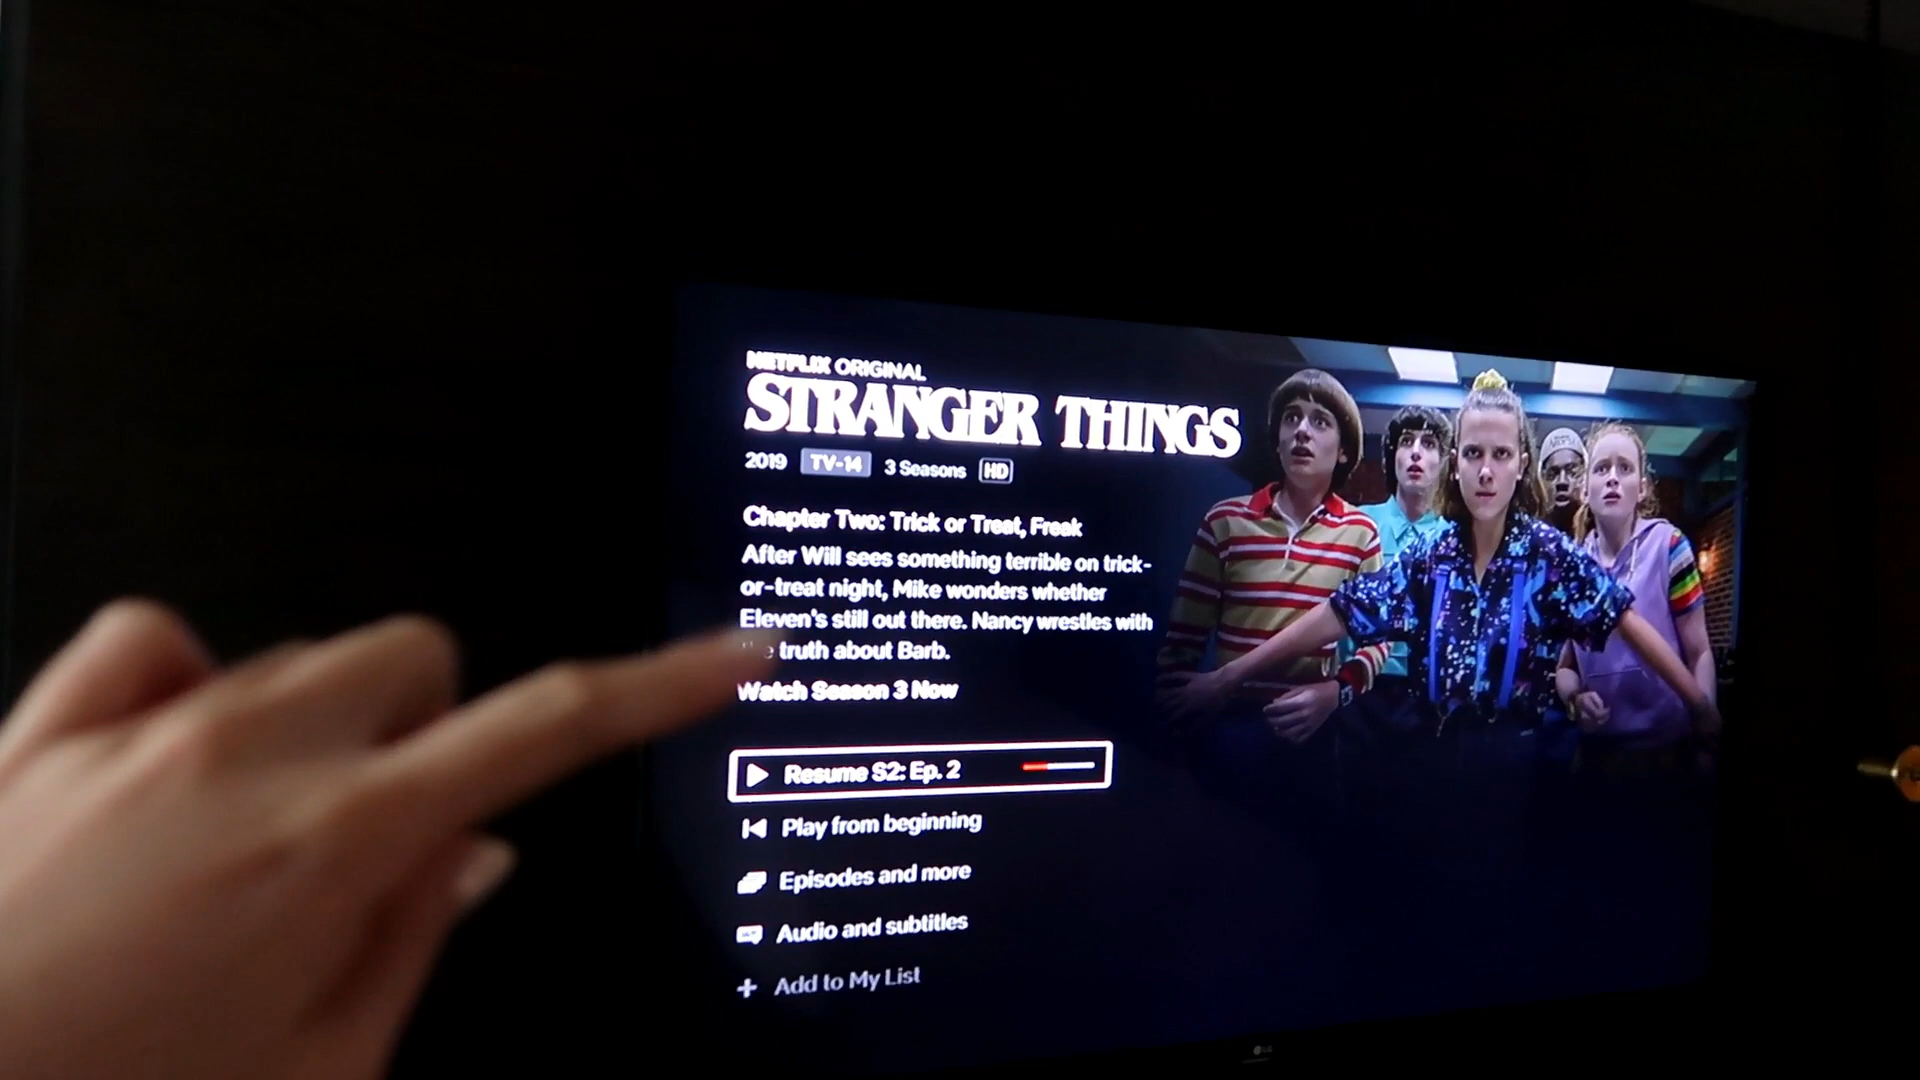 NETFLIX ORIGINAL
STRANGER THINGS
2019 TV-14 3 Seasons HD
Chapter Two: Trick or Treat, Freak
After Will sees something terrible on trick-
or-treat night, Mike wonders whether
Eleven's still out there. Nancy wrestles with
the truth about Barb.
Watch Season 3 Now
Resume S2: Ep. 2
Play from beginning
Episodes and more
Audio and subtitles
Add to My List
LG